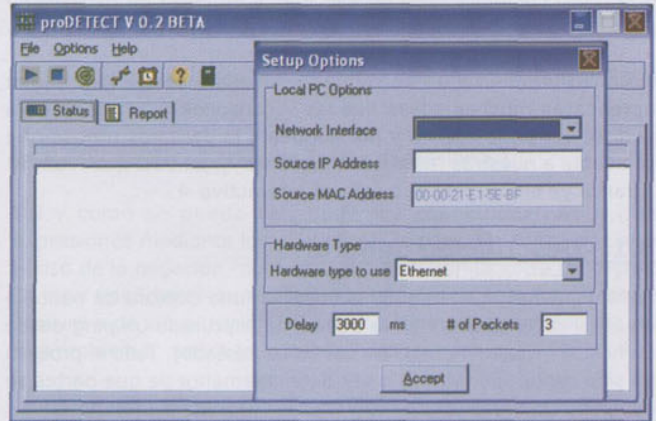 proDETECT V 0.2 BETA
File Options Help
Status Report
Setup Options
Local PC Options
Network Interface
Source IP Address
Source MAC Address 00-00-21-E1-5E-BF
Hardware Type
Hardware type to use Ethernet
Delay 3000 ms # of Packets 3
Accept